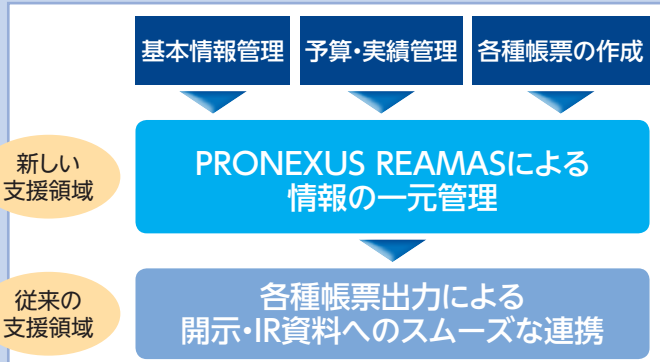 基本情報管理
予算・実績管理
各種帳票の作成
新しい
支援領域
PRONEXUS REAMASによる
情報の一元管理
従来の
支援領域
各種帳票出力による
開示・IR資料へのスムーズな連携